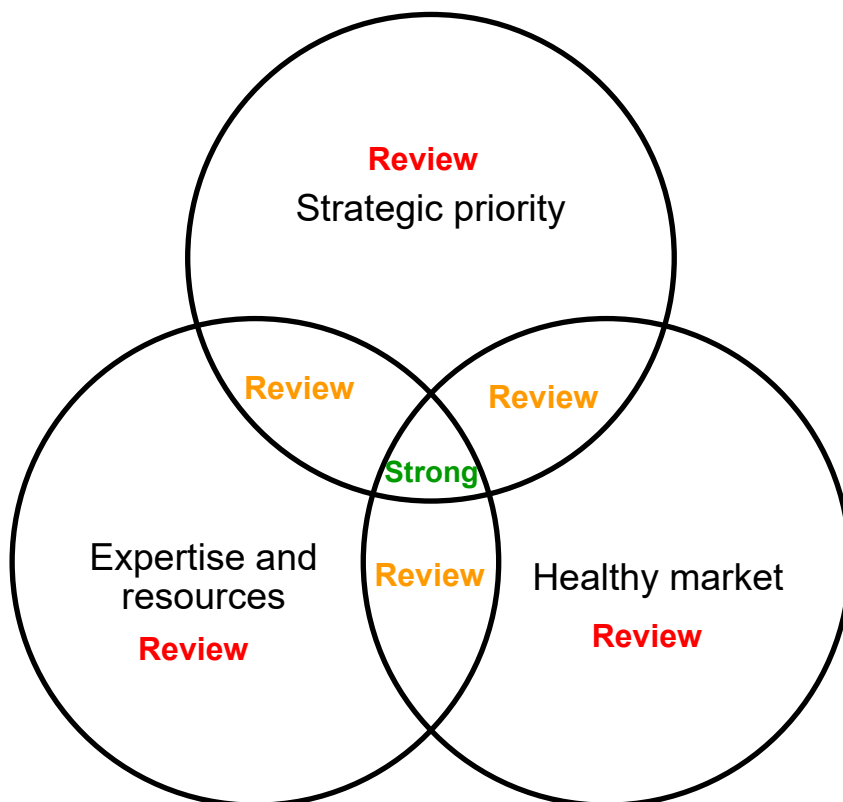 Review
Strategic priority
Review
Review
Strong
Expertise and
resources
Review
Review
Healthy market
Review